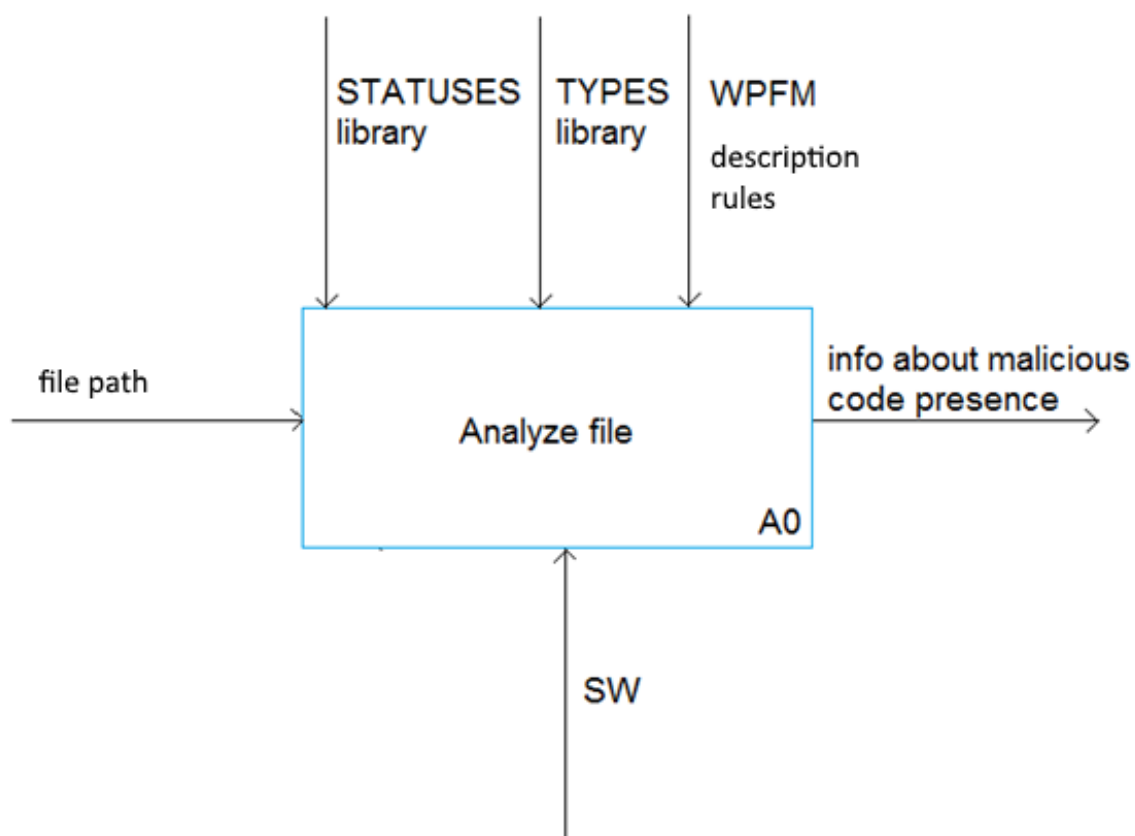 STATUSES
library
TYPES
library
WPFM
description
rules
file path
info about malicious
code presence
Analyze file
A0
SW